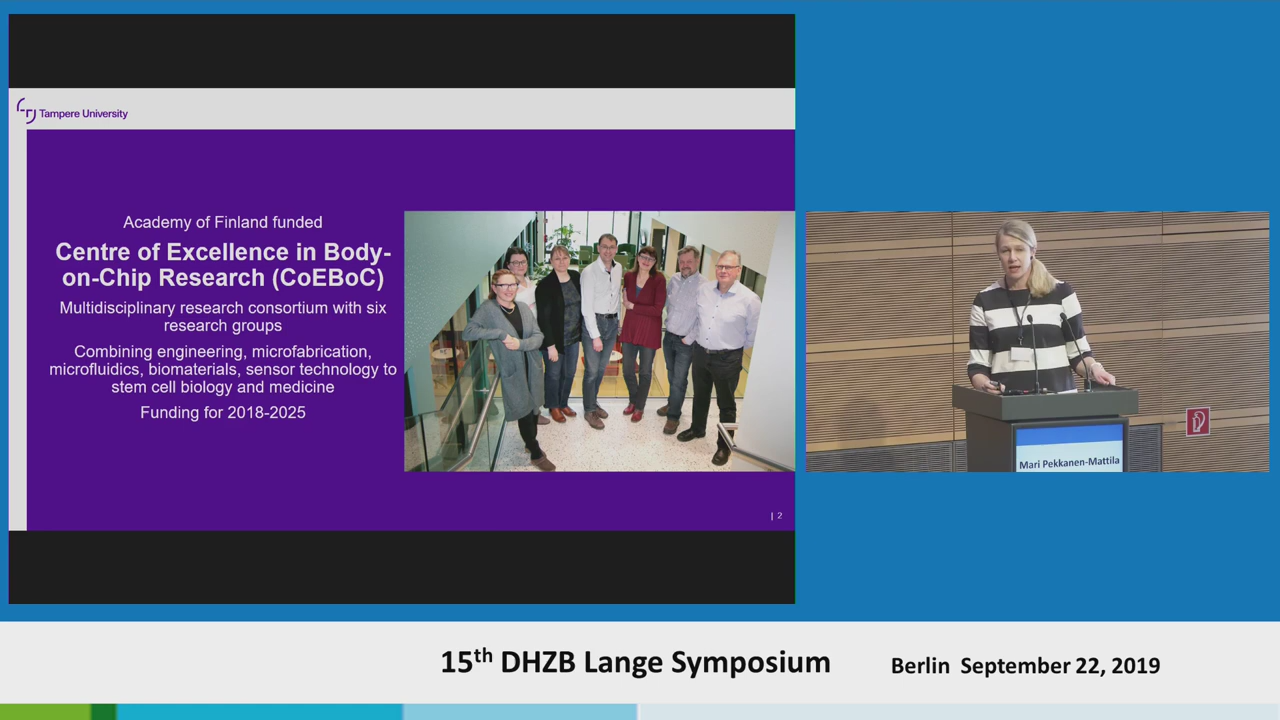 Tampere University
Academy of Finland funded
Centre of Excellence in Body-
on-Chip Research (CoEBoC)
Multidisciplinary research consortium with six
research groups
Combining engineering, microfabrication,
microfluidics, biomaterials, sensor technology to
stem cell biology and medicine
Funding for 2018-2025
| 2
Mari Pekkanen-Mattila
15th DHZB Lange Symposium
Berlin September 22, 2019